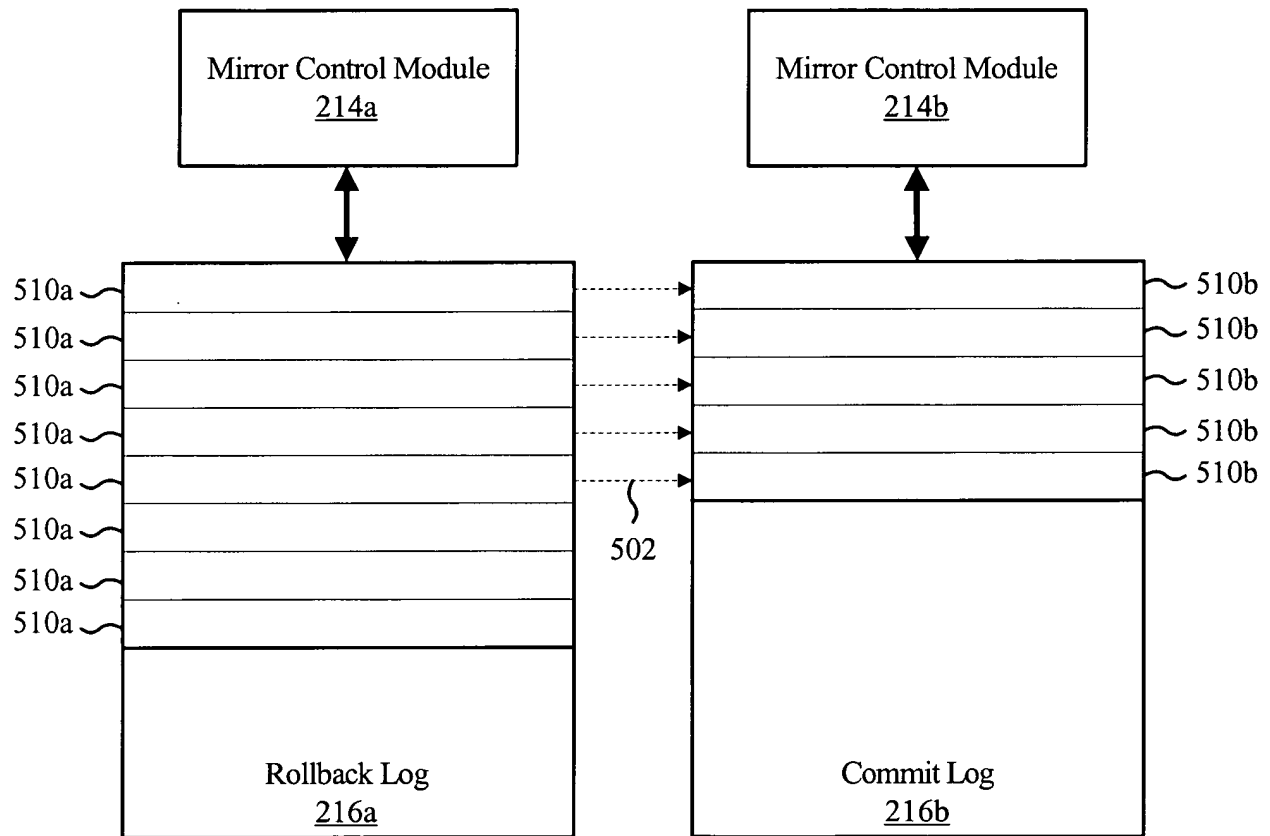 Mirror Control Module
214a
Mirror Control Module
214b
510a
510a
510a
510a
510a
510a
510a
510a
510b
510b
510b
510b
510b
502
Rollback Log
216a
Commit Log
216b